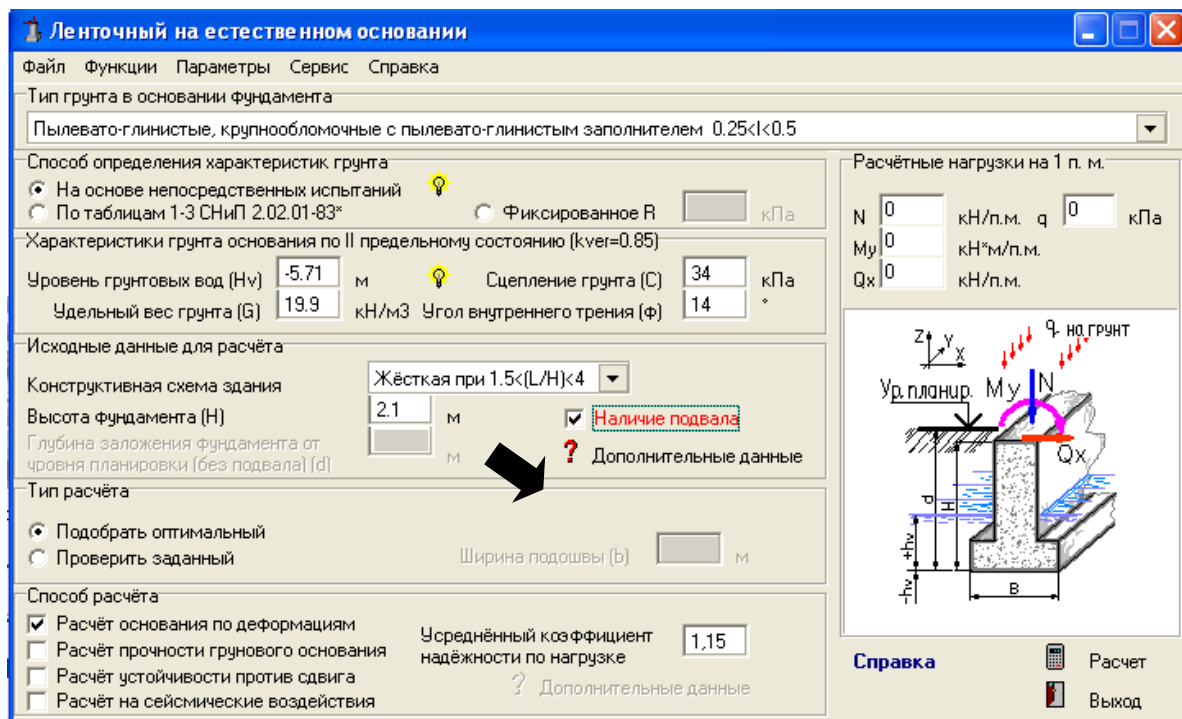 Ленточный на естественном основании
Файл Функции Параметры Сервис Справка
Тип грунта в основании фундамента
Пылевато-глинистые, крупнообломочные с пылевато-глинистым заполнителем 0.25<I<0.5
Способ определения характеристик грунта
На основе непосредственных испытаний
По таблицам 1-3 СНиП 2.02.01-83*
Фиксированное R кПа
Характеристики грунта основания по II предельному состоянию (kver=0.85)
Уровень грунтовых вод (Hv) -5.71 м
Сцепление грунта (C) 34 кПа
Удельный вес грунта (G) 19.9 кН/м3
Угол внутреннего трения (ф) 14 °
Исходные данные для расчёта
Конструктивная схема здания Жёсткая при 1.5<(L/H)<4
Высота фундамента (H) 2.1 м
Наличие подвала
Глубина заложения фундамента от
уровня планировки (без подвала) (d) м
? Дополнительные данные
Тип расчёта
Подобрать оптимальный
Проверить заданный
Ширина подошвы (b) м
Способ расчёта
Расчёт основания по деформациям
Расчёт прочности грунового основания
Расчёт устойчивости против сдвига
Расчёт на сейсмические воздействия
Усреднённый коэффициент
надёжности по нагрузке 1,15
? Дополнительные данные
Расчётные нагрузки на 1 п. м.
N 0 кН/п.м. q 0 кПа
My 0 кН*м/п.м.
Qx 0 кН/п.м.
Z Y X
q. на грунт
Ур. планир. My N
Qx
d H
+hv
-hv
B
Справка
Расчет
Выход